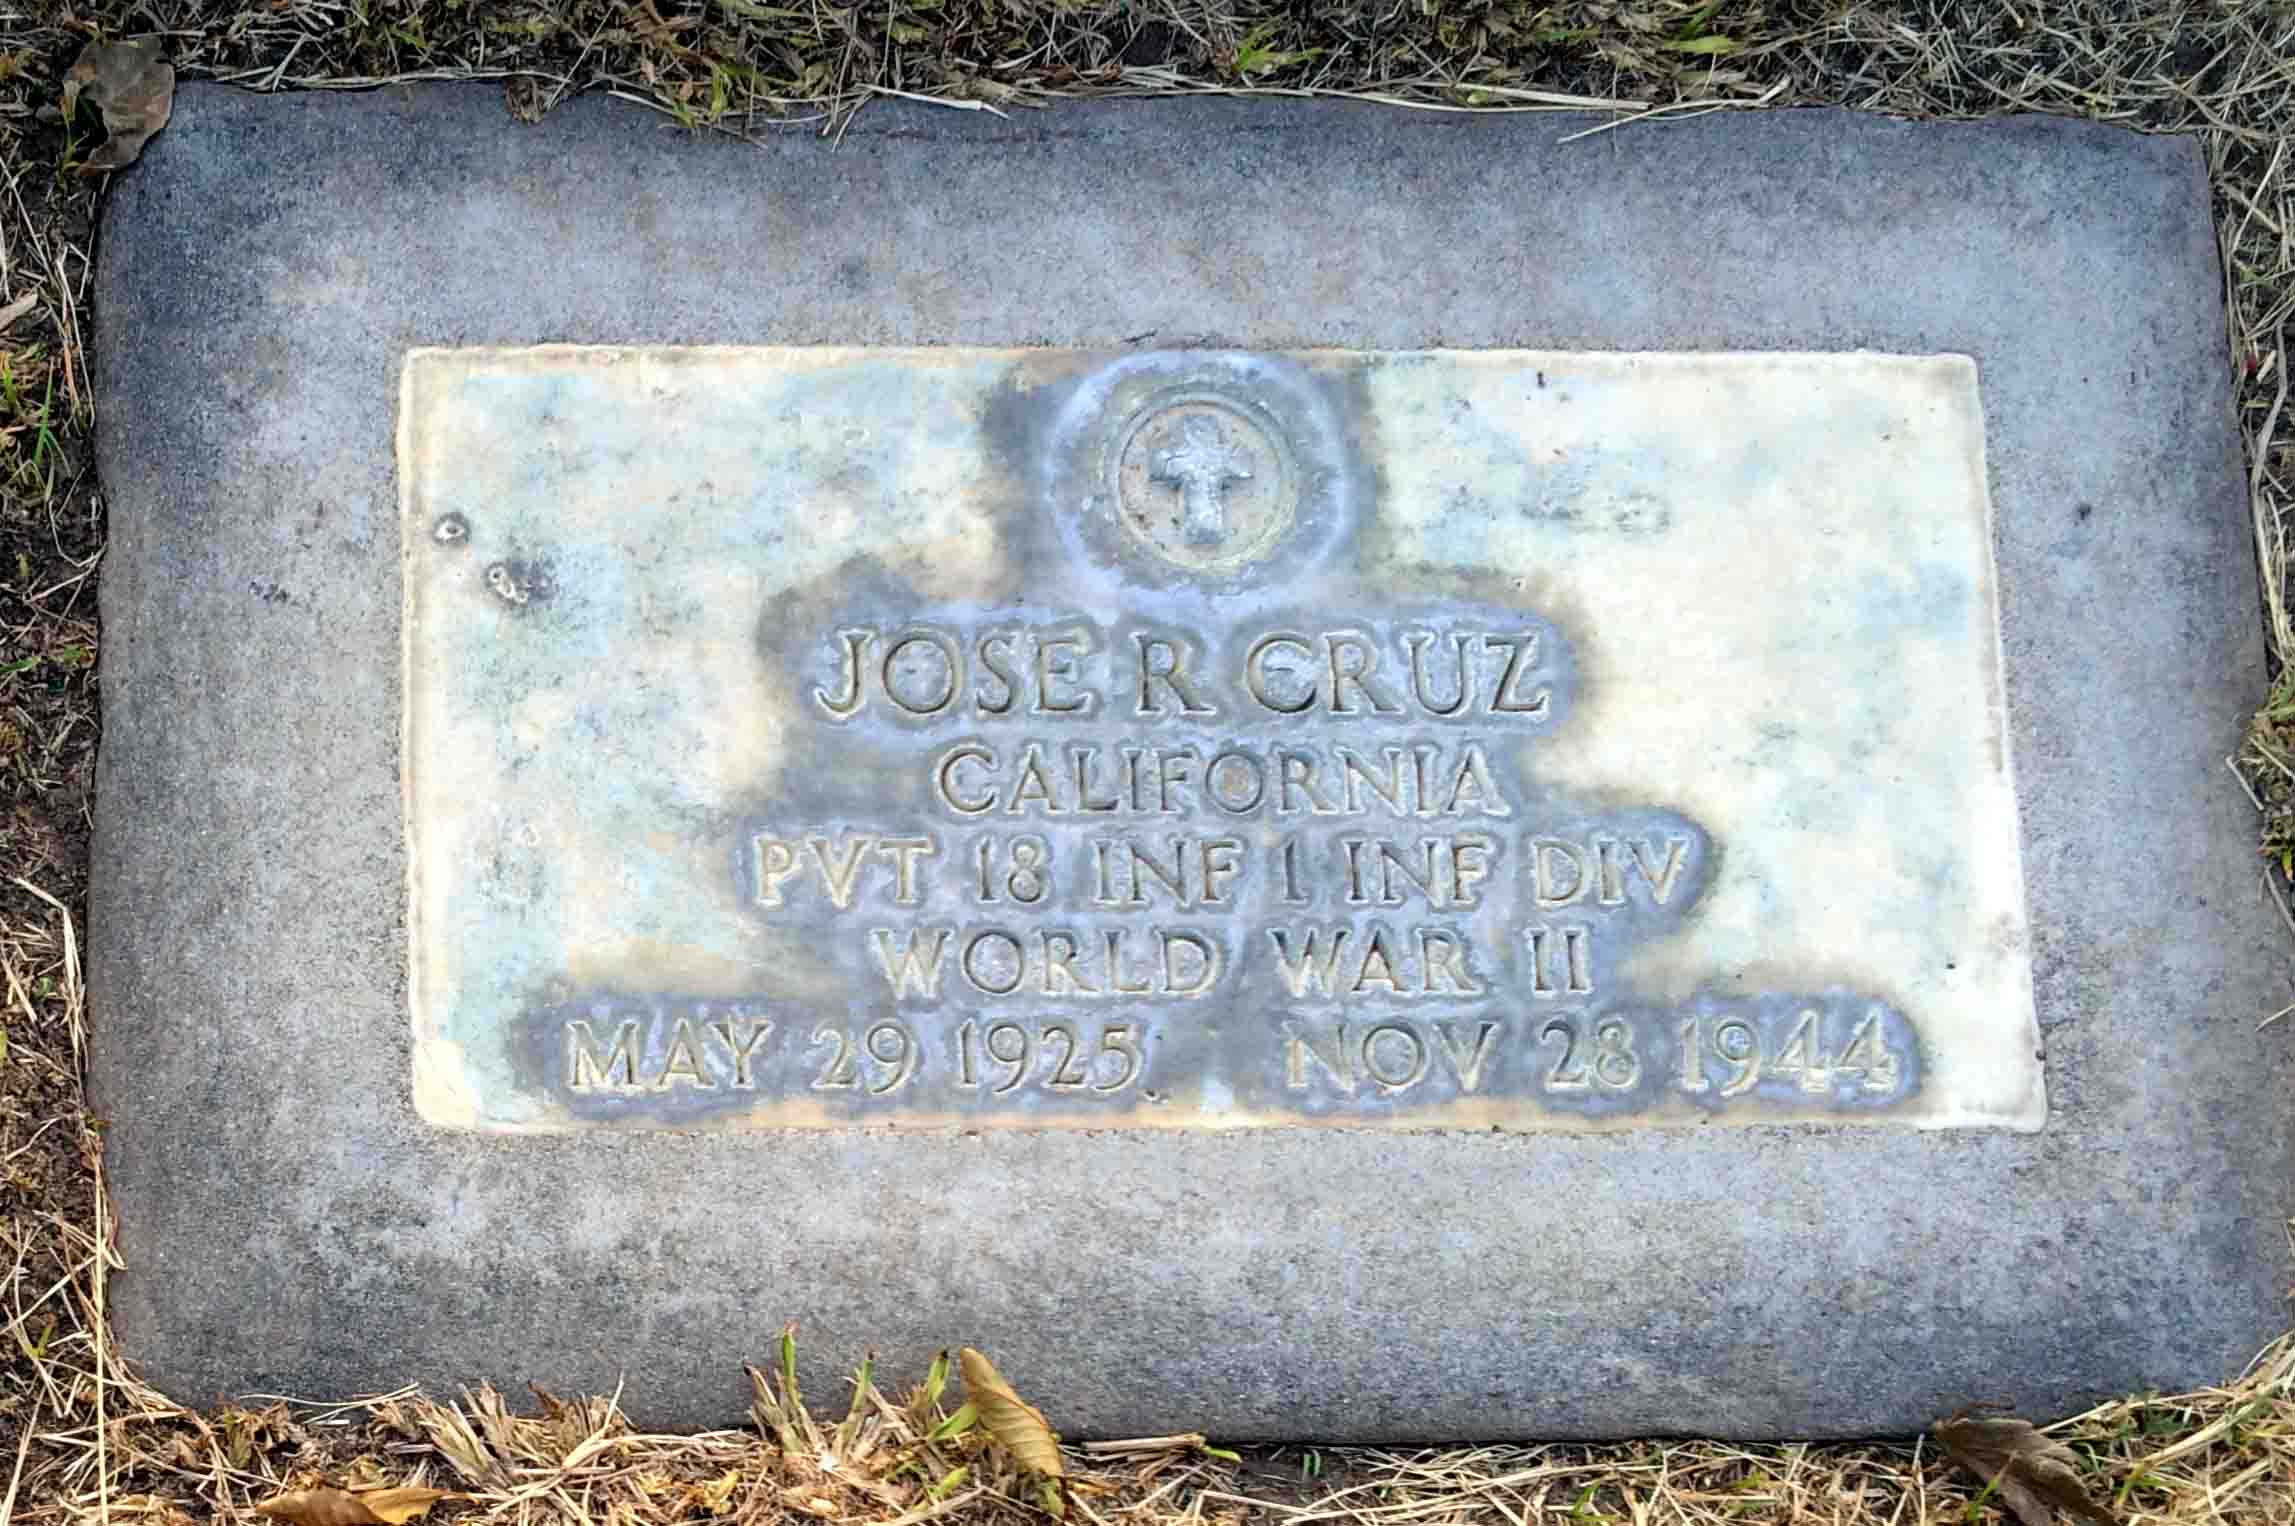 JOSE R CRUZ
CALIFORNIA
PVT 18 INF 1 INF DIV
WORLD WAR II
MAY 29 1925 NOV 28 1944